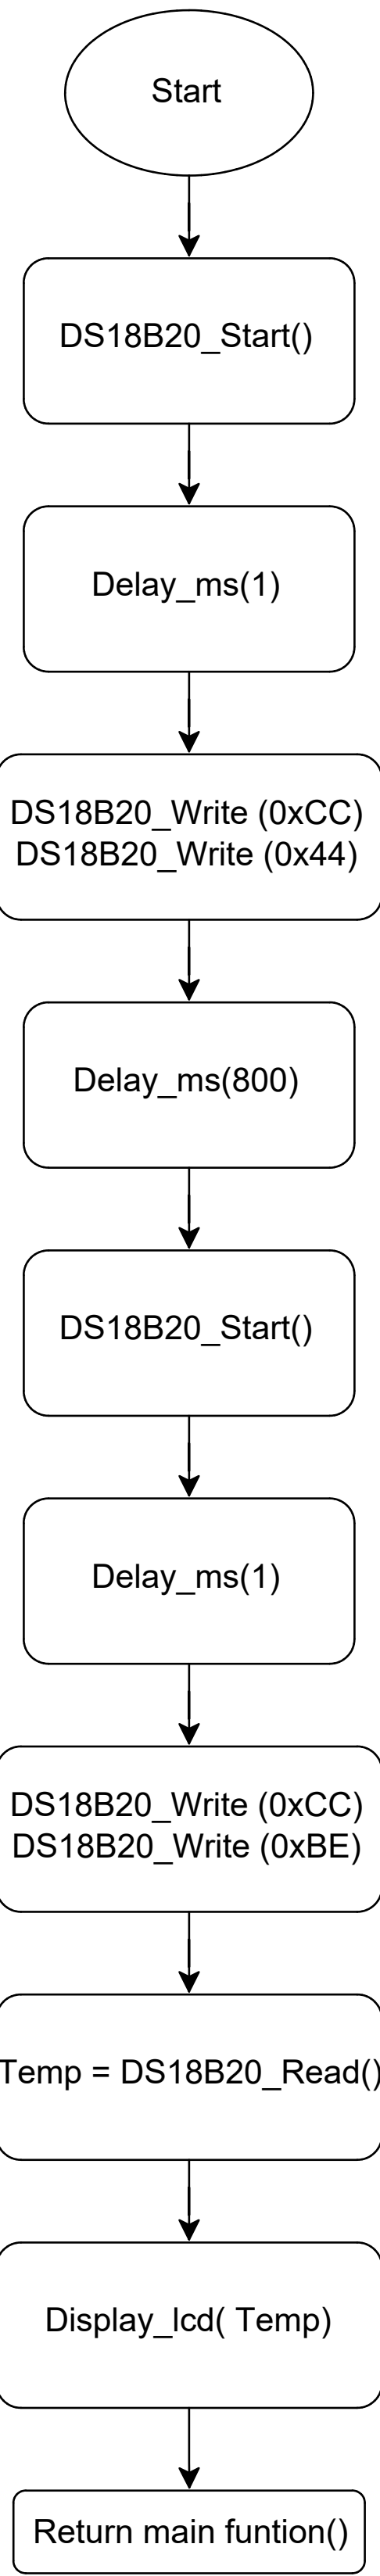 Start
DS18B20_Start()
Delay_ms(1)
DS18B20_Write (0xCC)
DS18B20_Write (0x44)
Delay_ms(800)
DS18B20_Start()
Delay_ms(1)
DS18B20_Write (0xCC)
DS18B20_Write (0xBE)
Temp = DS18B20_Read()
Display_lcd( Temp)
Return main funtion()